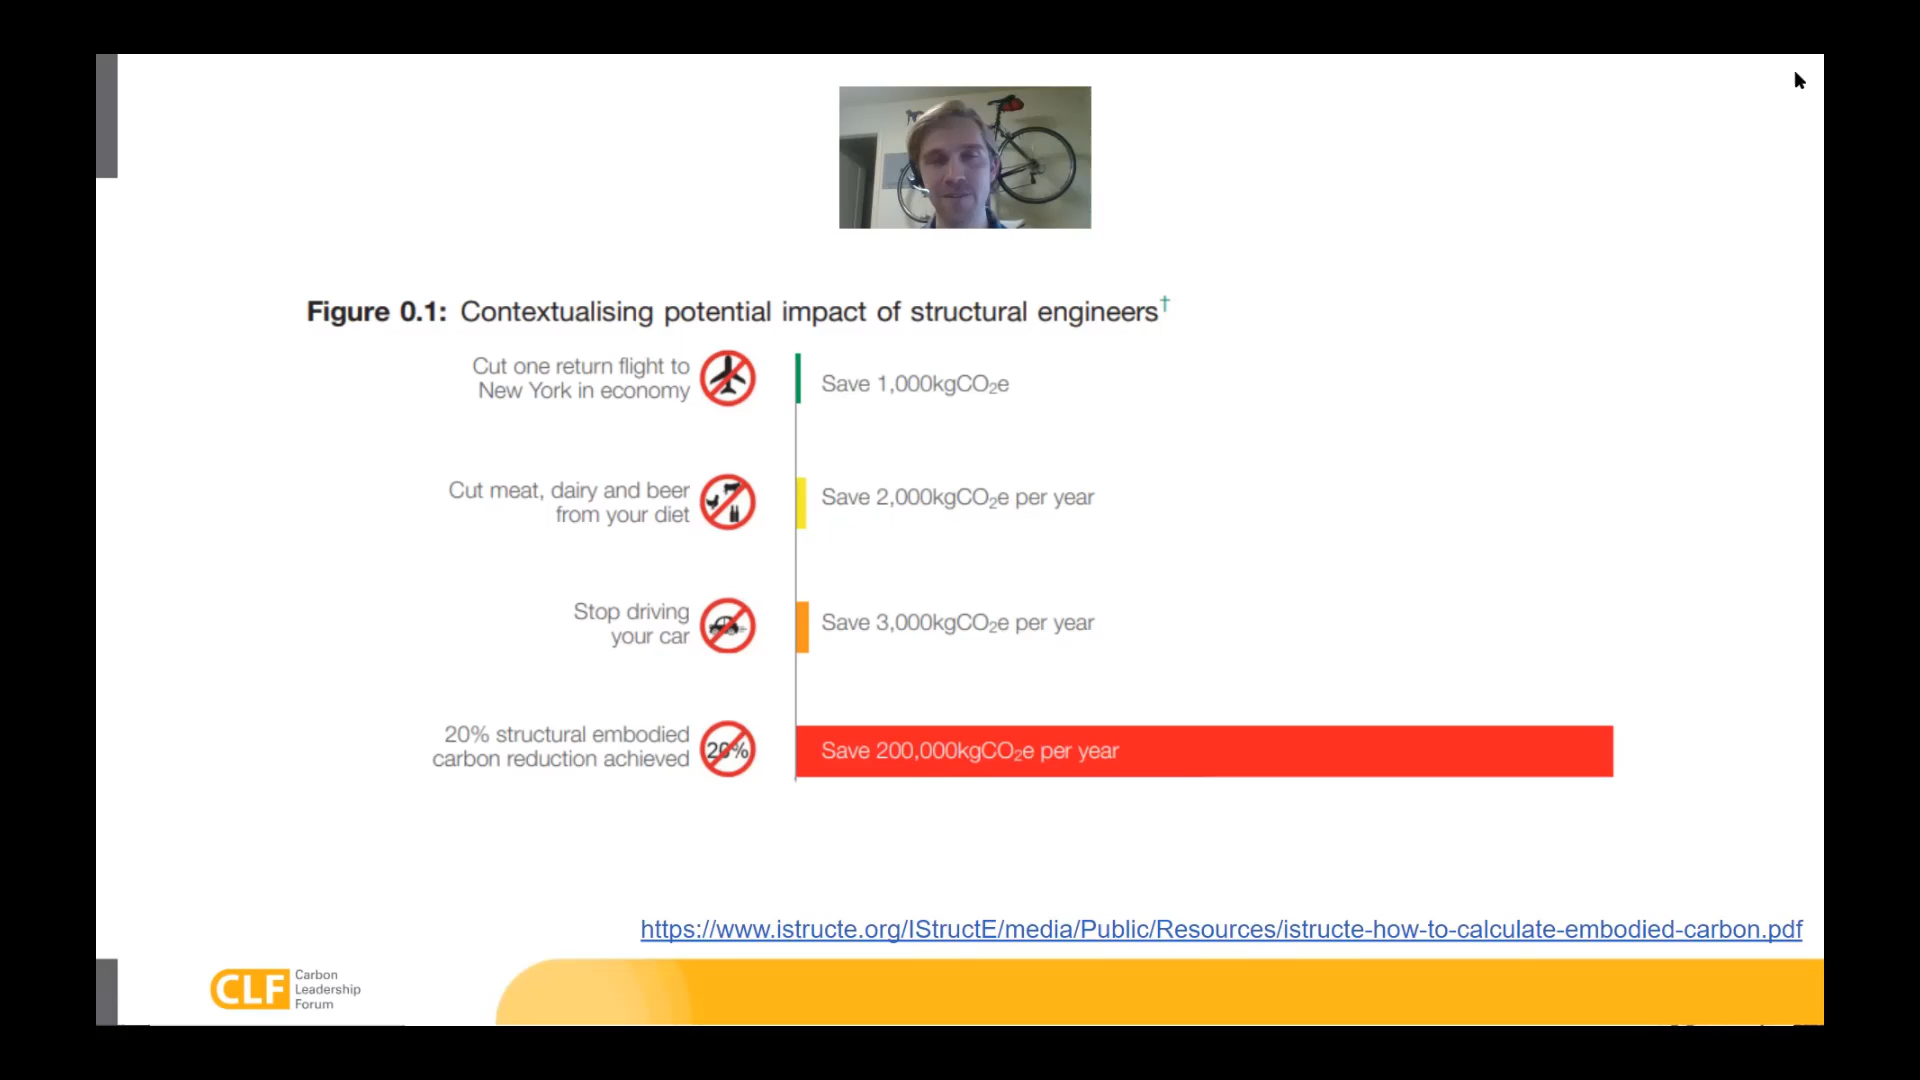 Figure 0.1: Contextualising potential impact of structural engineers†
Cut one return flight to
New York in economy
Save 1,000kgCO₂e
Cut meat, dairy and beer
from your diet
Save 2,000kgCO₂e per year
Stop driving
your car
Save 3,000kgCO₂e per year
20% structural embodied
carbon reduction achieved
20%
Save 200,000kgCO₂e per year
https://www.istructe.org/IStructE/media/Public/Resources/istructe-how-to-calculate-embodied-carbon.pdf
CLF
Carbon
Leadership
Forum